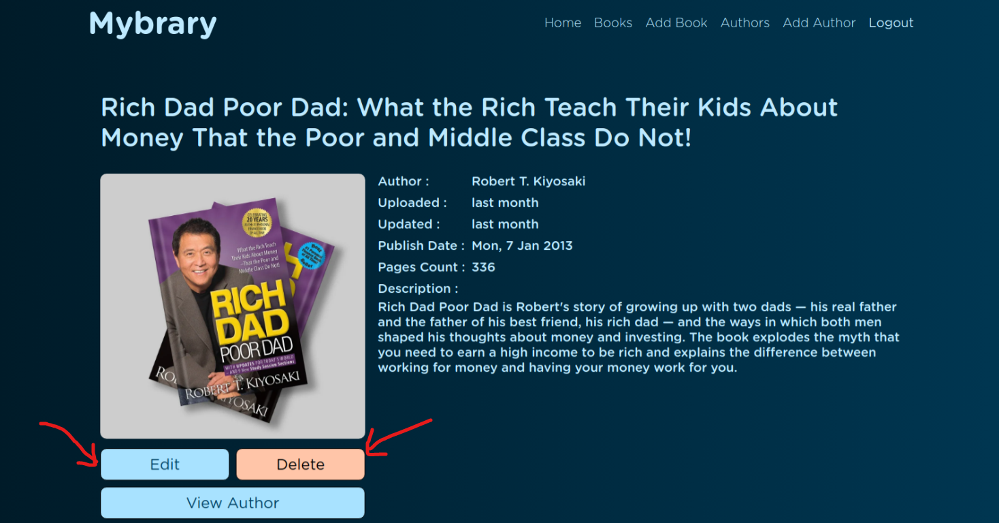 Mybrary
Home Books Add Book Authors Add Author Logout
Rich Dad Poor Dad: What the Rich Teach Their Kids About
Money That the Poor and Middle Class Do Not!
Author : Robert T. Kiyosaki
Uploaded : last month
Updated : last month
Publish Date : Mon, 7 Jan 2013
Pages Count : 336
Description :
Rich Dad Poor Dad is Robert's story of growing up with two dads — his real father
and the father of his best friend, his rich dad — and the ways in which both men
shaped his thoughts about money and investing. The book explodes the myth that
you need to earn a high income to be rich and explains the difference between
working for money and having your money work for you.
CELEBRATING
20 YEARS
What the Rich Teach
Their Kids About Money
—That the Poor and
Middle Class Do Not!
RICH
DAD
POOR DAD
WITH UPDATES FOR TODAY'S WORLD
—AND 9 New Study Session Sections
ROBERT T. KIYOSAKI
Edit
Delete
View Author